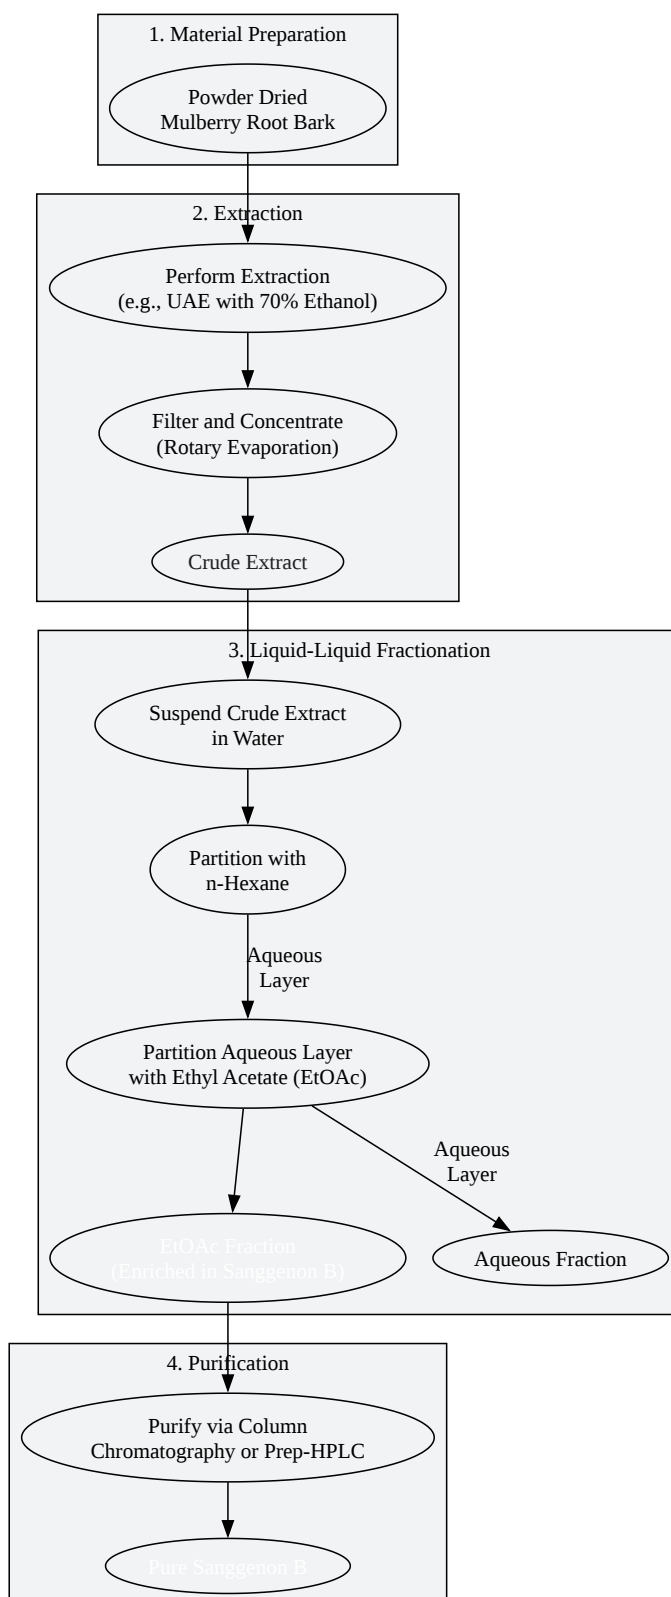 1. Material Preparation
Powder Dried
Mulberry Root Bark
2. Extraction
Perform Extraction
(e.g., UAE with 70% Ethanol)
Filter and Concentrate
(Rotary Evaporation)
Crude Extract
3. Liquid-Liquid Fractionation
Suspend Crude Extract
in Water
Partition with
n-Hexane
Aqueous
Layer
Partition Aqueous Layer
with Ethyl Acetate (EtOAc)
Aqueous
Layer
EtOAc Fraction
(Enriched in Sanggenon B)
Aqueous Fraction
4. Purification
Purify via Column
Chromatography or Prep-HPLC
Pure Sanggenon B